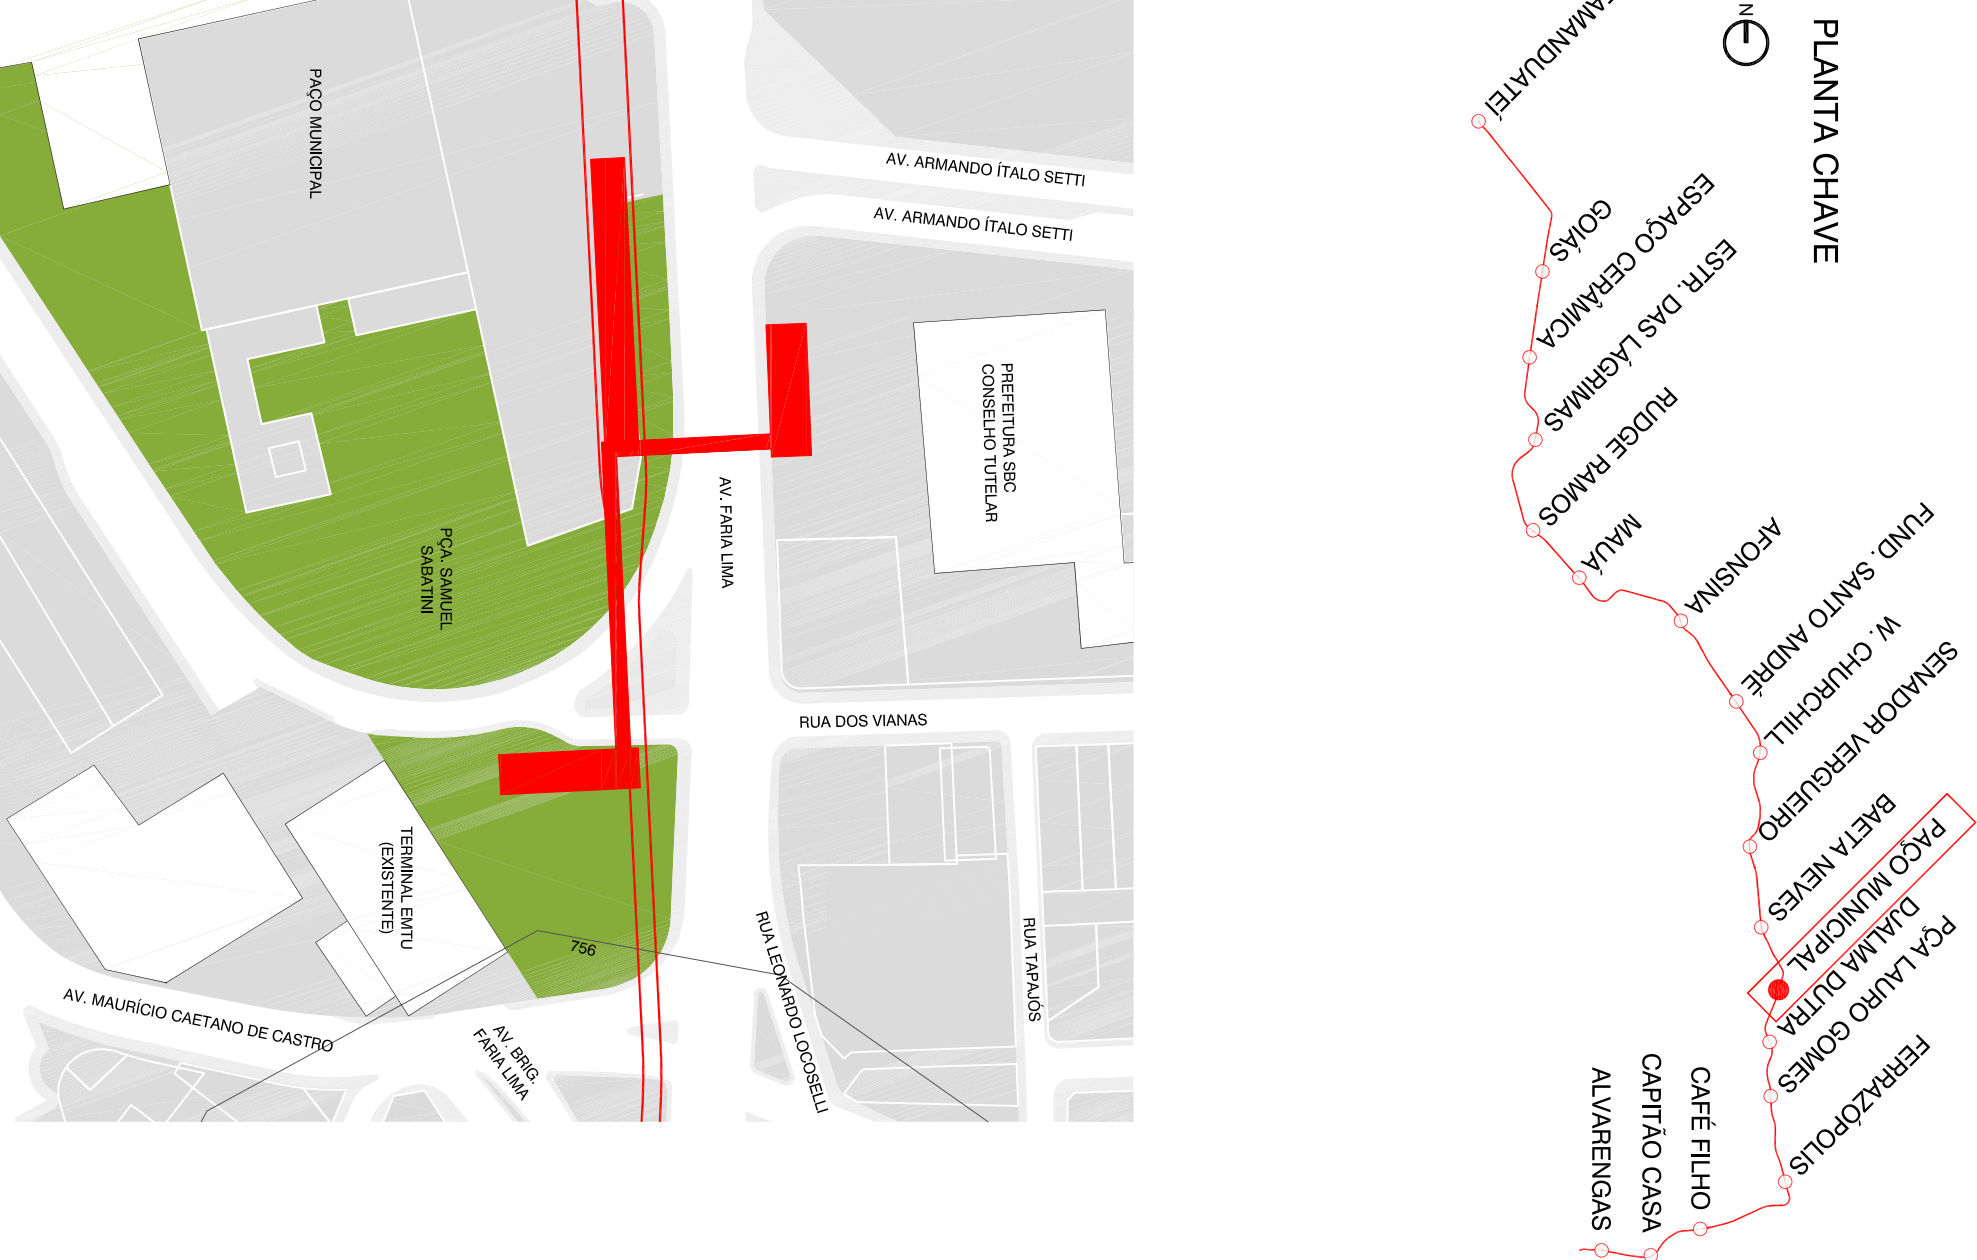 PAÇO MUNICIPAL
AV. ARMANDO ÍTALO SETTI
AV. ARMANDO ÍTALO SETTI
PREFEITURA SBC
CONSELHO TUTELAR
AV. FARIA LIMA
PÇA. SAMUEL
SABATINI
RUA DOS VIANAS
TERMINAL EMTU
(EXISTENTE)
756
RUA LEONARDO LOCOSELLI
RUA TAPAJÓS
AV. MAURÍCIO CAETANO DE CASTRO
AV. BRIG.
FARIA LIMA
N
PLANTA CHAVE
TAMANDUATEÍ
GOIÁS
ESPAÇO CERÂMICA
ESTR. DAS LÁGRIMAS
RUDGE RAMOS
MAUÁ
AFONSINA
FUND. SANTO ANDRÉ
W. CHURCHILL
SENADOR VERGUEIRO
BAETA NEVES
PAÇO MUNICIPAL
DJALMA DUTRA
PÇA LAURO GOMES
FERRAZÓPOLIS
CAFÉ FILHO
CAPITÃO CASA
ALVARENGAS